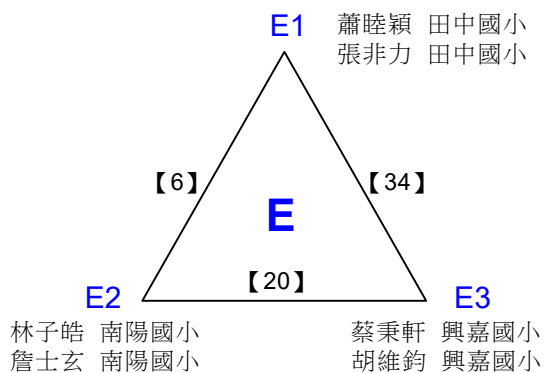 E1
蕭睦穎 田中國小
張非力 田中國小
【6】
【34】
E
【20】
E2
E3
林子皓 南陽國小
詹士玄 南陽國小
蔡秉軒 興嘉國小
胡維鈞 興嘉國小